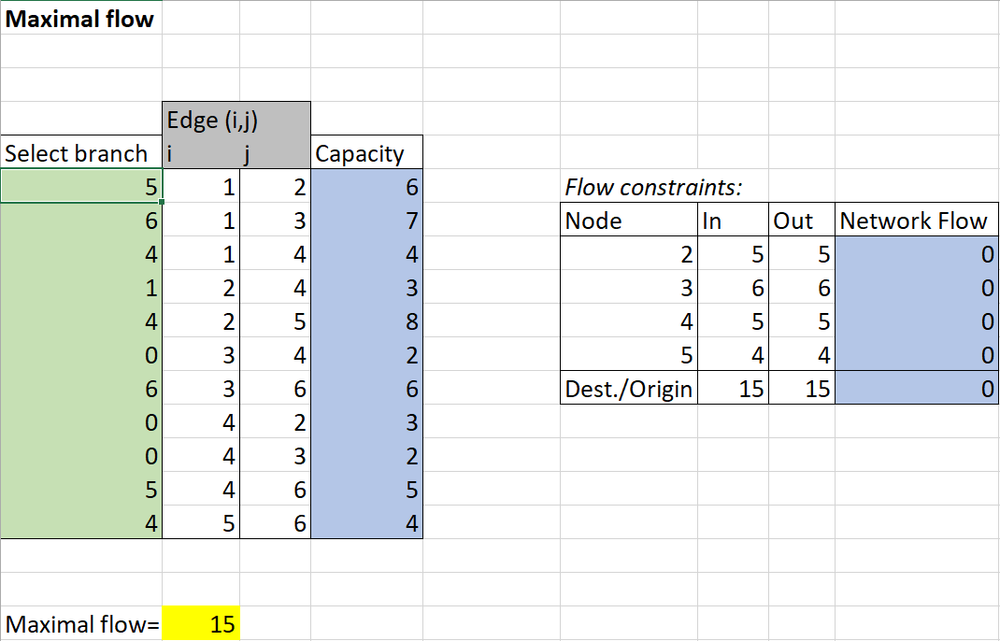 Maximal flow
Edge (i,j)
Select branch i j Capacity
5 1 2 6 Flow constraints:
6 1 3 7 Node In Out Network Flow
4 1 4 4 2 5 5 0
1 2 4 3 3 6 6 0
4 2 5 8 4 5 5 0
0 3 4 2 5 4 4 0
6 3 6 6 Dest./Origin 15 15 0
0 4 2 3
0 4 3 2
5 4 6 5
4 5 6 4
Maximal flow= 15